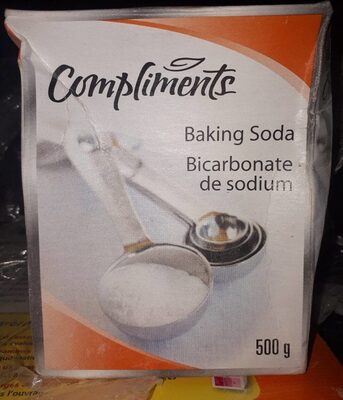 Compliments
Baking Soda
Bicarbonate
de sodium
500 g